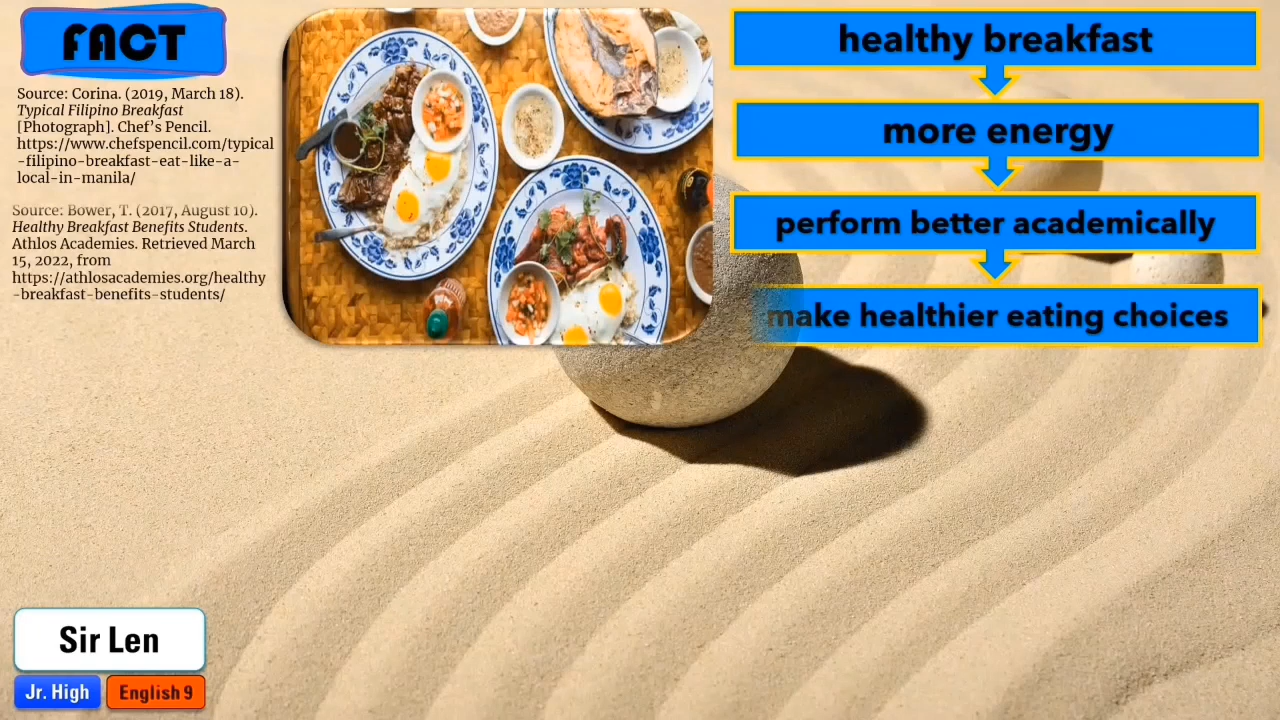 FACT
Source: Corina. (2019, March 18).
Typical Filipino Breakfast
[Photograph]. Chef's Pencil.
https://www.chefspencil.com/typical
-filipino-breakfast-eat-like-a-
local-in-manila/
Source: Bower, T. (2017, August 10).
Healthy Breakfast Benefits Students.
Athlos Academies. Retrieved March
15, 2022, from
https://athlosacademies.org/healthy
-breakfast-benefits-students/
healthy breakfast
more energy
perform better academically
make healthier eating choices
Sir Len
Jr. High
English 9